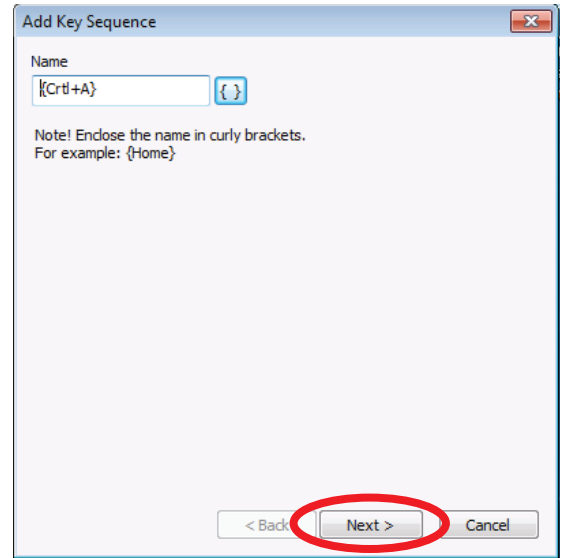 Add Key Sequence
Name
{Crtl+A}
{ }
Note! Enclose the name in curly brackets.
For example: {Home}
< Back
Next >
Cancel